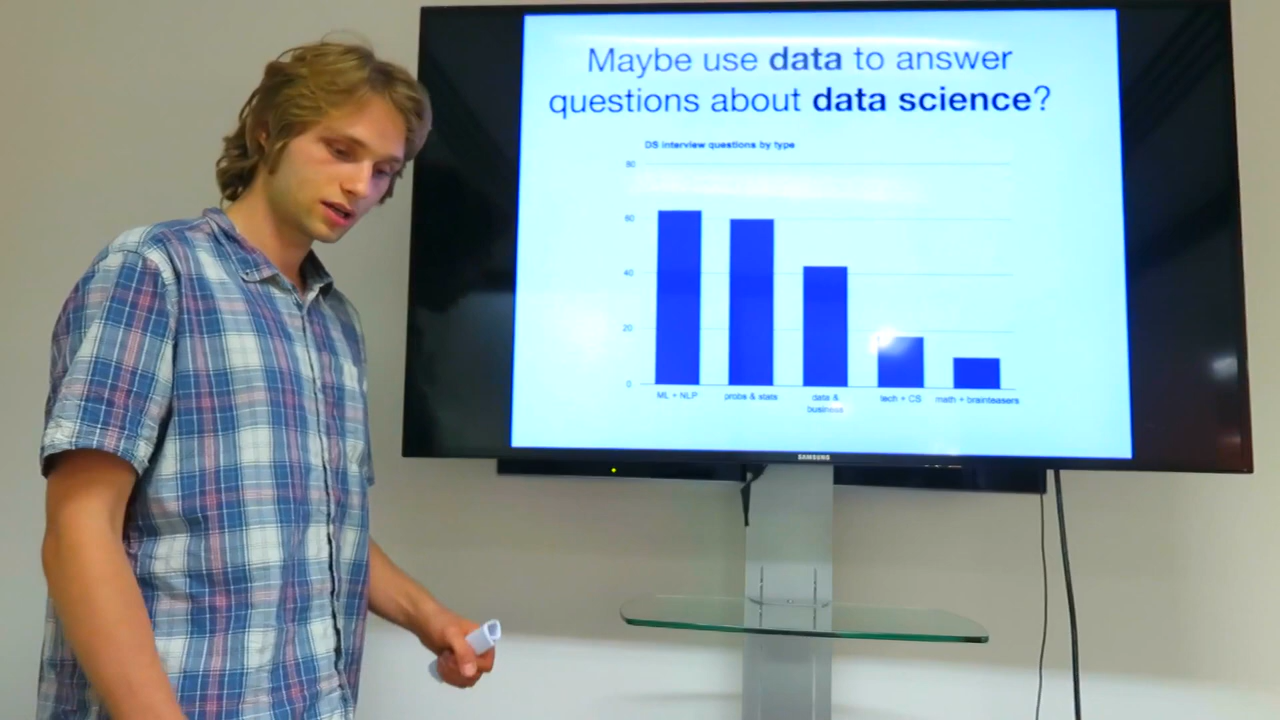 Maybe use data to answer
questions about data science?
DS interview questions by type
80
60
40
20
0
ML + NLP
probs & stats
data &
business
tech + CS
math + brainteasers
SAMSUNG